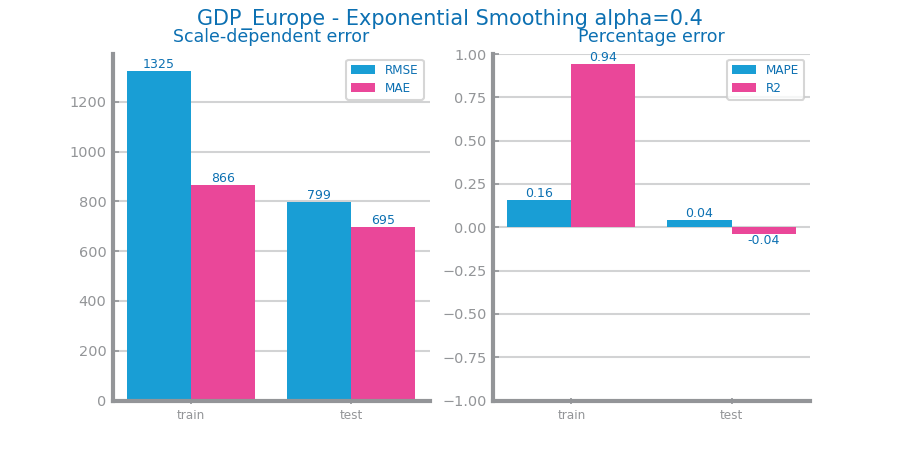 GDP_Europe - Exponential Smoothing alpha=0.4
Scale-dependent error
1325
866
799
695
RMSE
MAE
0
200
400
600
800
1000
1200
train
test
Percentage error
0.16
0.94
0.04
-0.04
MAPE
R2
1.00
0.75
0.50
0.25
0.00
−0.25
−0.50
−0.75
−1.00
train
test